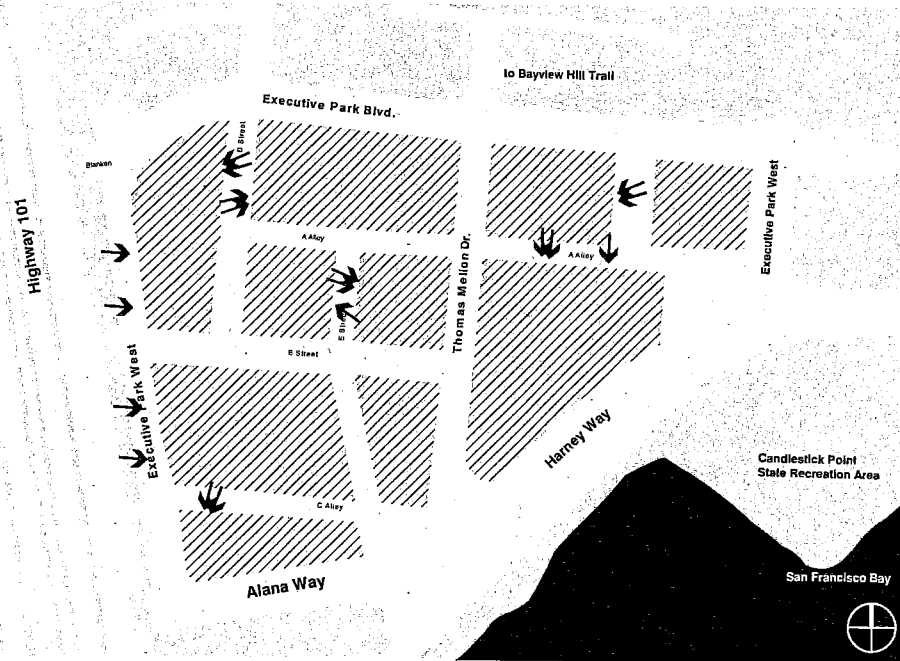 to Bayview Hill Trail
Executive Park Blvd.
D Street
Blanken
Executive Park West
Highway 101
A Alley
Thomas Mellon Dr.
A Alley
E Street
B Street
Executive Park West
Harney Way
Candlestick Point
State Recreation Area
C Alley
San Francisco Bay
Alana Way